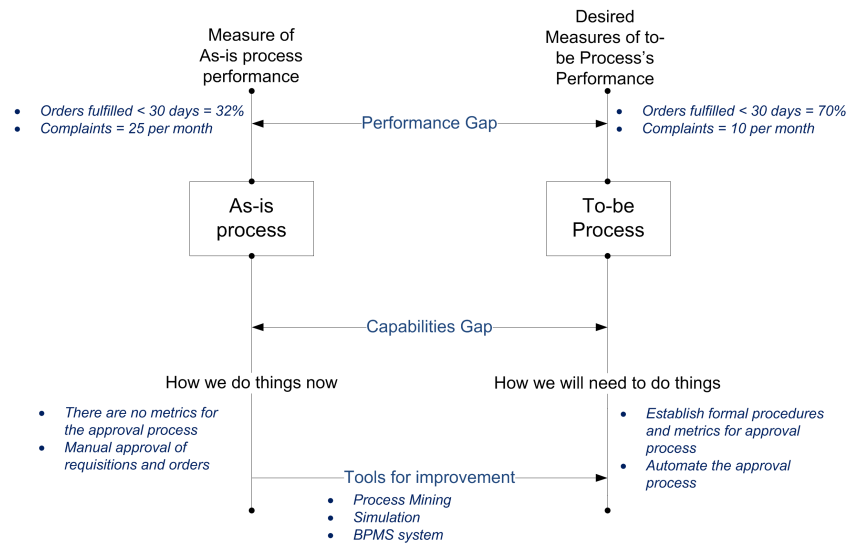 Measure of
As-is process
performance
Desired
Measures of to-
be Process's
Performance
• Orders fulfilled < 30 days = 32%
• Complaints = 25 per month
Performance Gap
• Orders fulfilled < 30 days = 70%
• Complaints = 10 per month
As-is
process
To-be
Process
Capabilities Gap
How we do things now
How we will need to do things
• There are no metrics for
the approval process
• Manual approval of
requisitions and orders
• Establish formal procedures
and metrics for approval
process
• Automate the approval
process
Tools for improvement
• Process Mining
• Simulation
• BPMS system